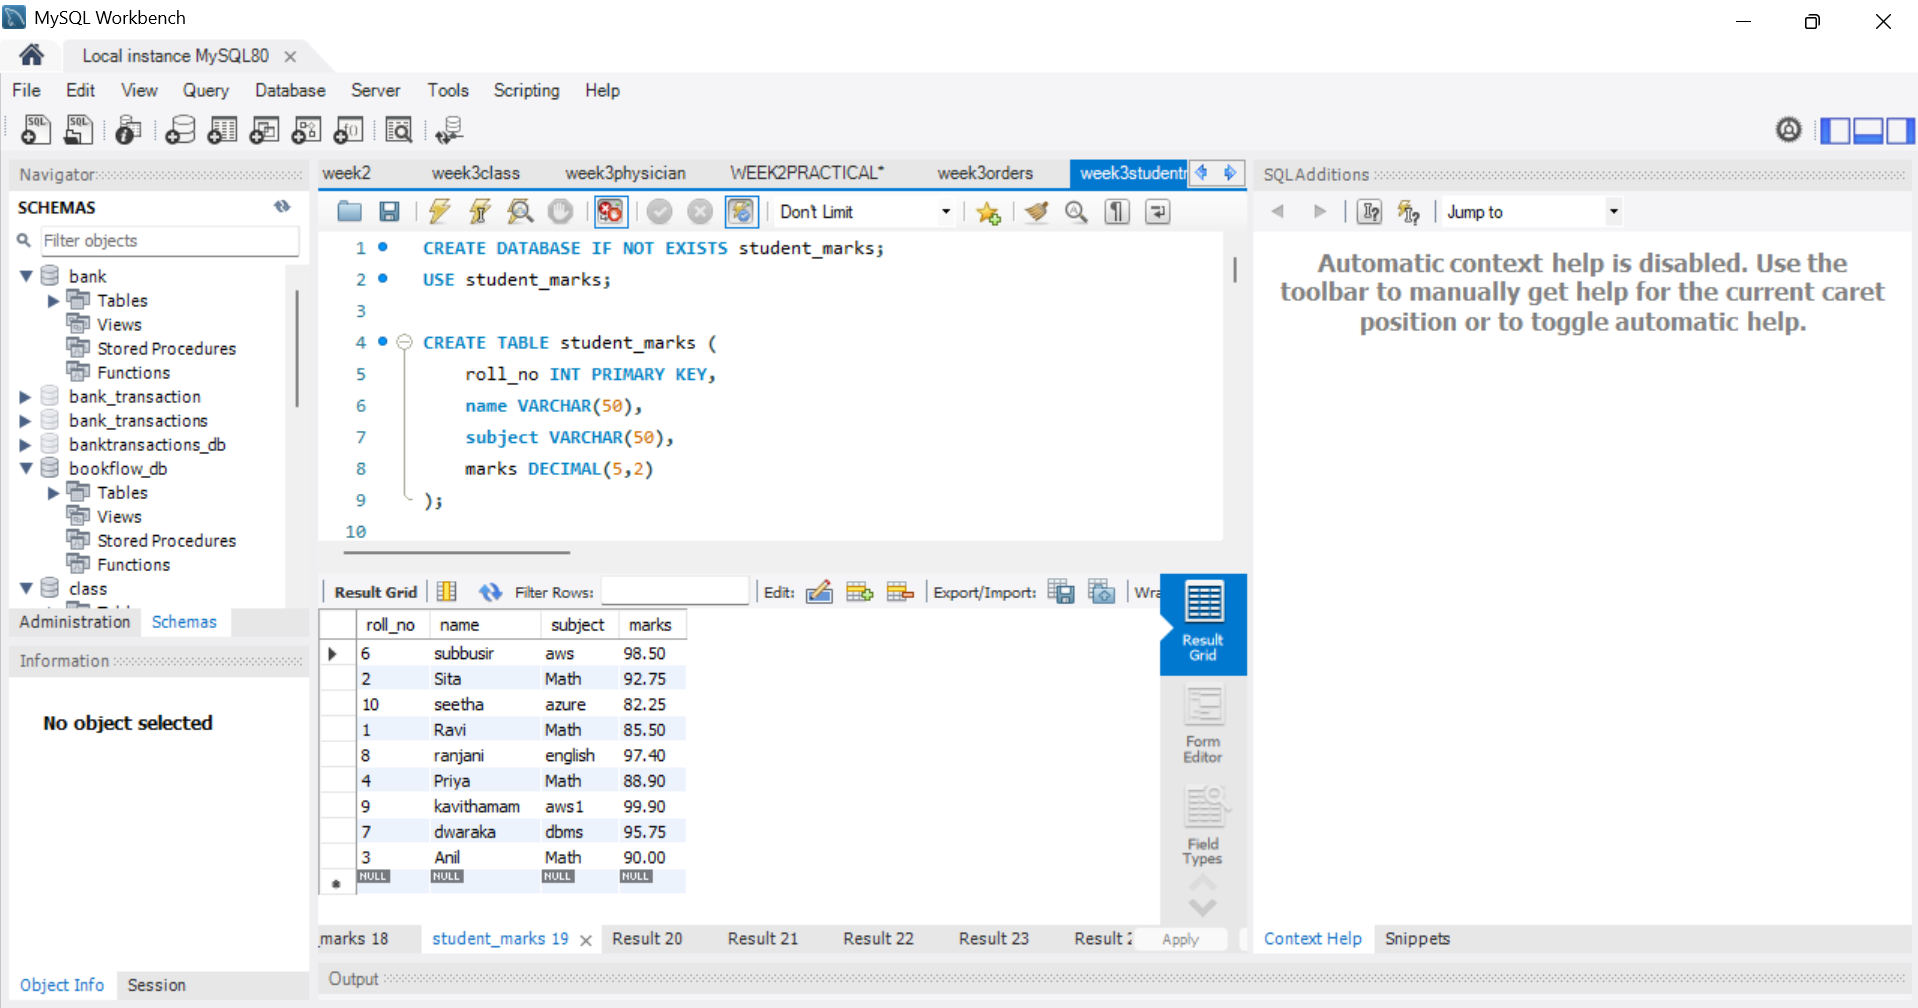 MySQL Workbench
Local instance MySQL80
File Edit View Query Database Server Tools Scripting Help
Navigator
SCHEMAS
Filter objects
bank
Tables
Views
Stored Procedures
Functions
bank_transaction
bank_transactions
banktransactions_db
bookflow_db
Tables
Views
Stored Procedures
Functions
class
Administration Schemas
Information
No object selected
Object Info Session
week2 week3class week3physician WEEK2PRACTICAL* week3orders week3studentr
Don't Limit
1 CREATE DATABASE IF NOT EXISTS student_marks;
2 USE student_marks;
3
4 CREATE TABLE student_marks (
5 roll_no INT PRIMARY KEY,
6 name VARCHAR(50),
7 subject VARCHAR(50),
8 marks DECIMAL(5,2)
9 );
10
Result Grid Filter Rows: Edit: Export/Import: Wra
roll_no name subject marks
6 subbusir aws 98.50
2 Sita Math 92.75
10 seetha azure 82.25
1 Ravi Math 85.50
8 ranjani english 97.40
4 Priya Math 88.90
9 kavithamam aws1 99.90
7 dwaraka dbms 95.75
3 Anil Math 90.00
NULL NULL NULL NULL
Result
Grid
Form
Editor
Field
Types
_marks 18 student_marks 19 Result 20 Result 21 Result 22 Result 23 Result 2 Apply
Output
SQLAdditions
Jump to
Automatic context help is disabled. Use the
toolbar to manually get help for the current caret
position or to toggle automatic help.
Context Help Snippets